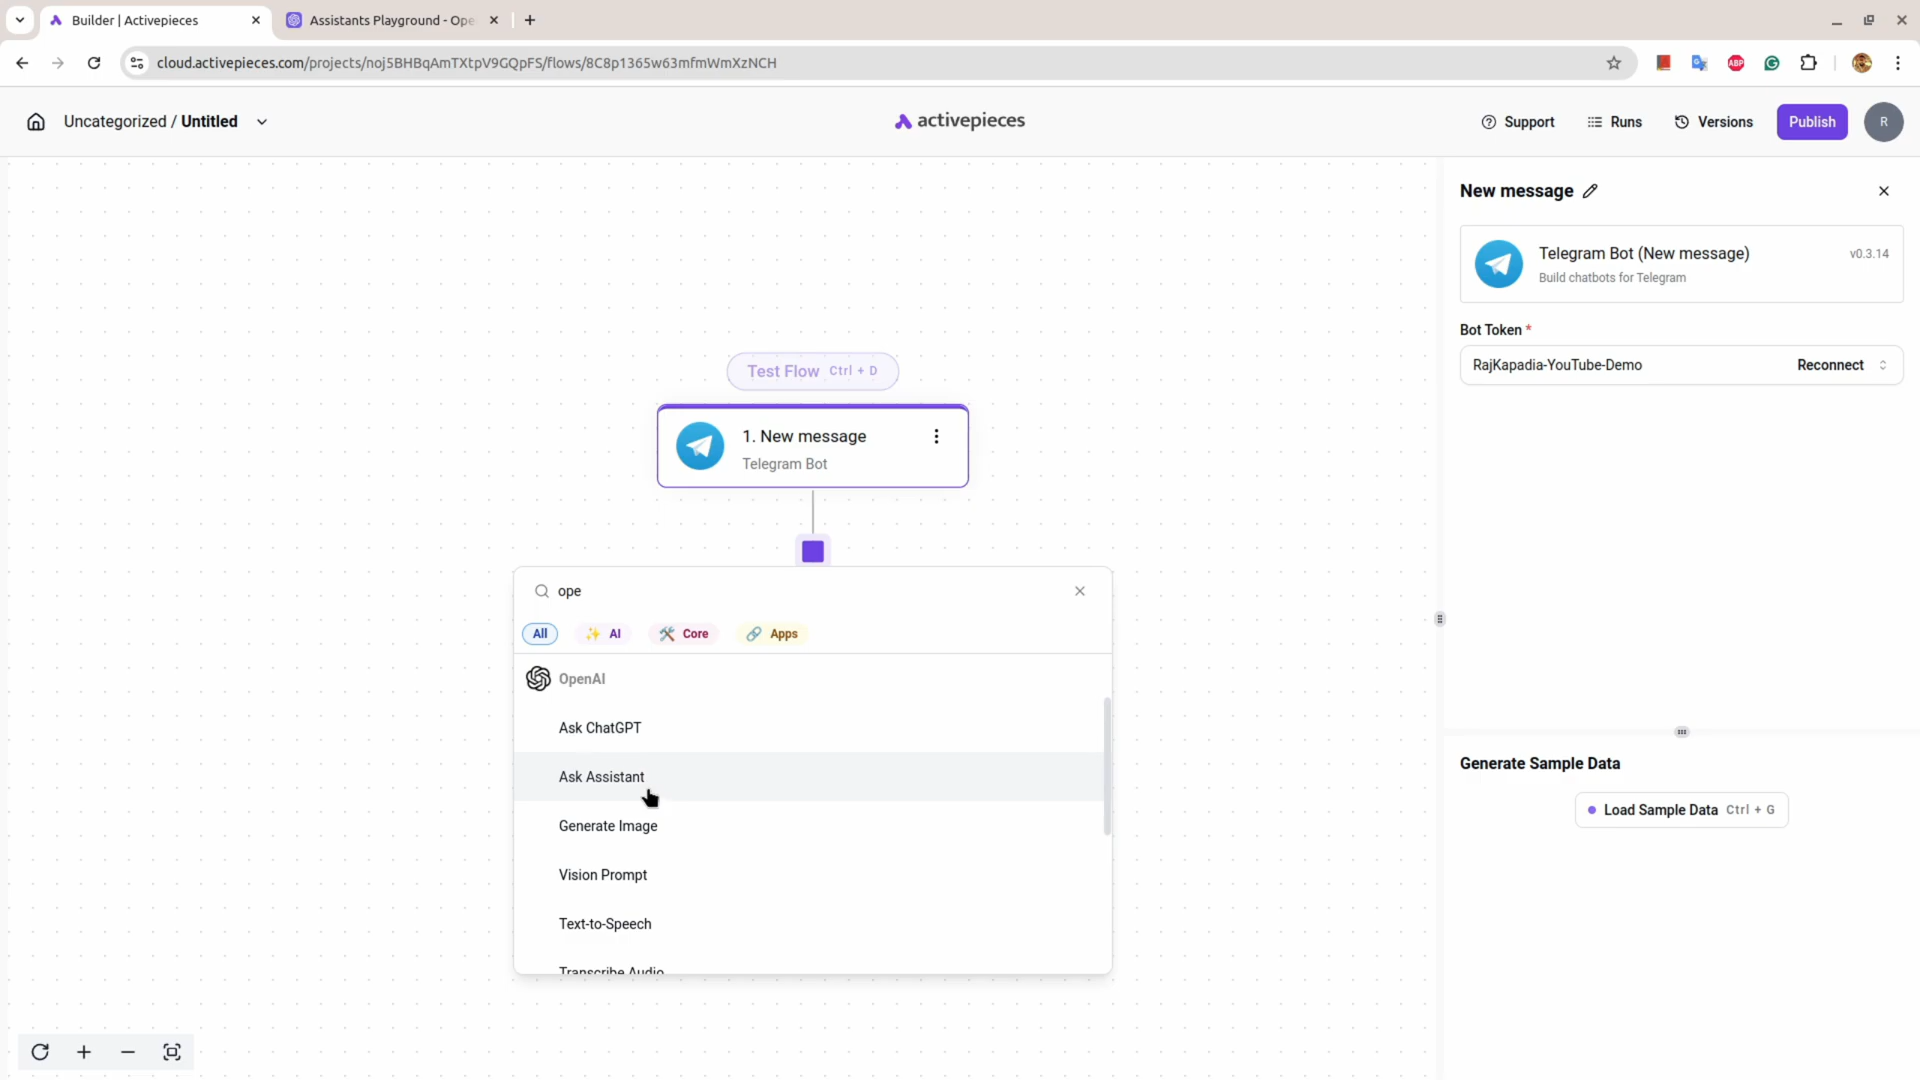 Builder | Activepieces
Assistants Playground - Ope
cloud.activepieces.com/projects/noj5BHBqAmTXtpV9GQpFS/flows/8C8p1365w63mfmWmXzNCH
ABP
Uncategorized / Untitled
activepieces
Support
Runs
Versions
Publish
R
New message
Telegram Bot (New message)
v0.3.14
Build chatbots for Telegram
Bot Token *
RajKapadia-YouTube-Demo
Reconnect
Test Flow Ctrl + D
1. New message
Telegram Bot
ope
All
AI
Core
Apps
OpenAI
Ask ChatGPT
Ask Assistant
Generate Image
Vision Prompt
Text-to-Speech
Transcribe Audio
Generate Sample Data
Load Sample Data Ctrl + G